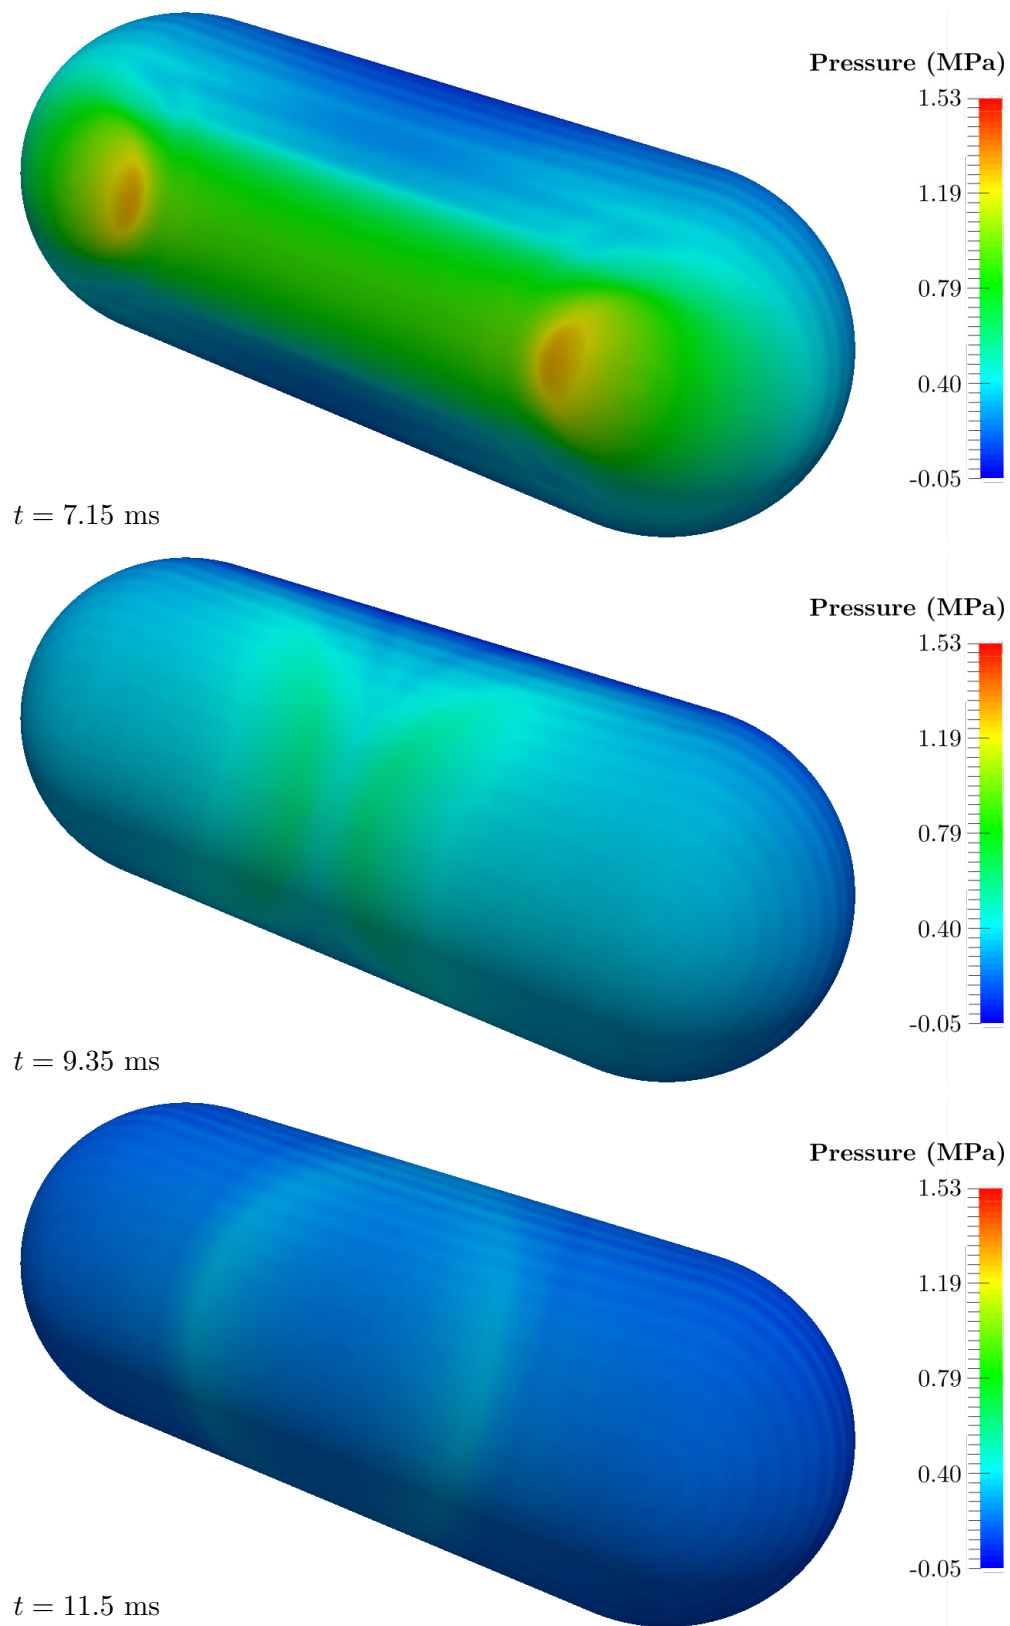 Pressure (MPa)
1.53
1.19
0.79
0.40
-0.05
t = 7.15 ms
Pressure (MPa)
1.53
1.19
0.79
0.40
-0.05
t = 9.35 ms
Pressure (MPa)
1.53
1.19
0.79
0.40
-0.05
t = 11.5 ms